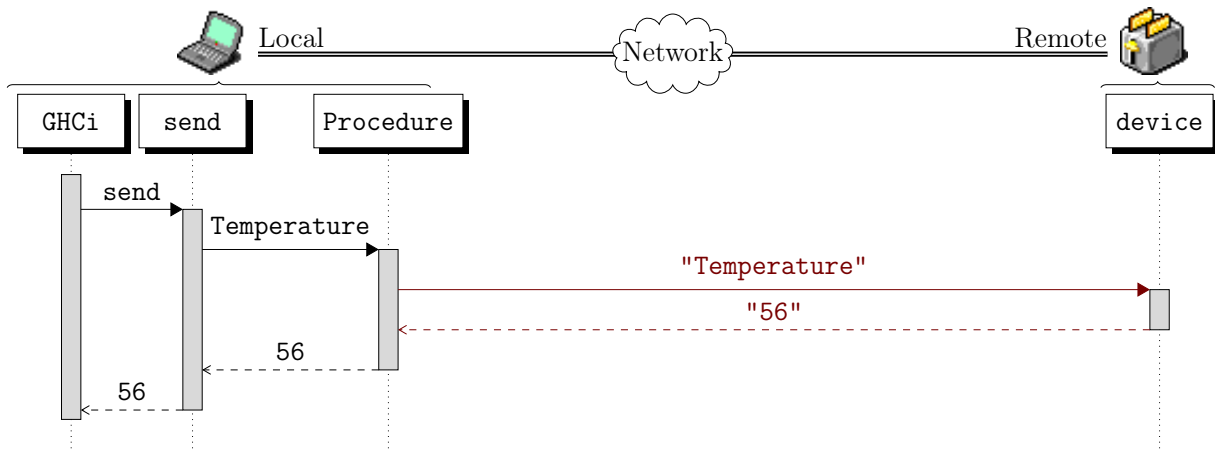 Local Network Remote
GHCi send Procedure device
send
Temperature
"Temperature"
"56"
56
56